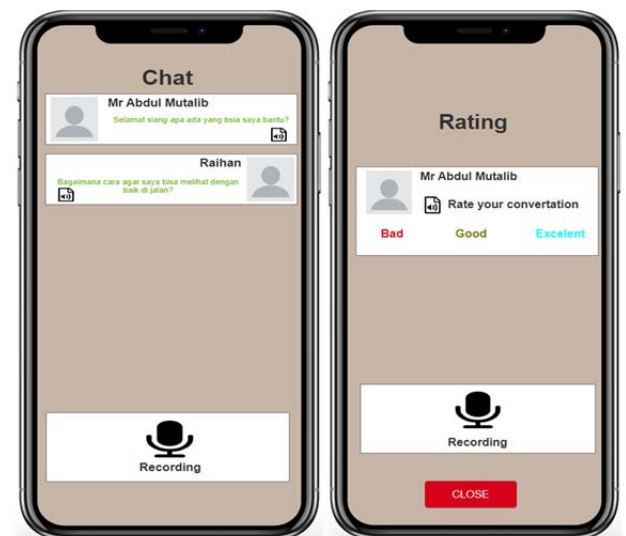 Chat
Mr Abdul Mutalib
Selamat siang apa ada yang bsia saya bantu?
Raihan
Bagaimana cara agar saya bisa melihat dengan
baik di jalan?
Recording
Rating
Mr Abdul Mutalib
Rate your convertation
Bad Good Excelent
Recording
CLOSE